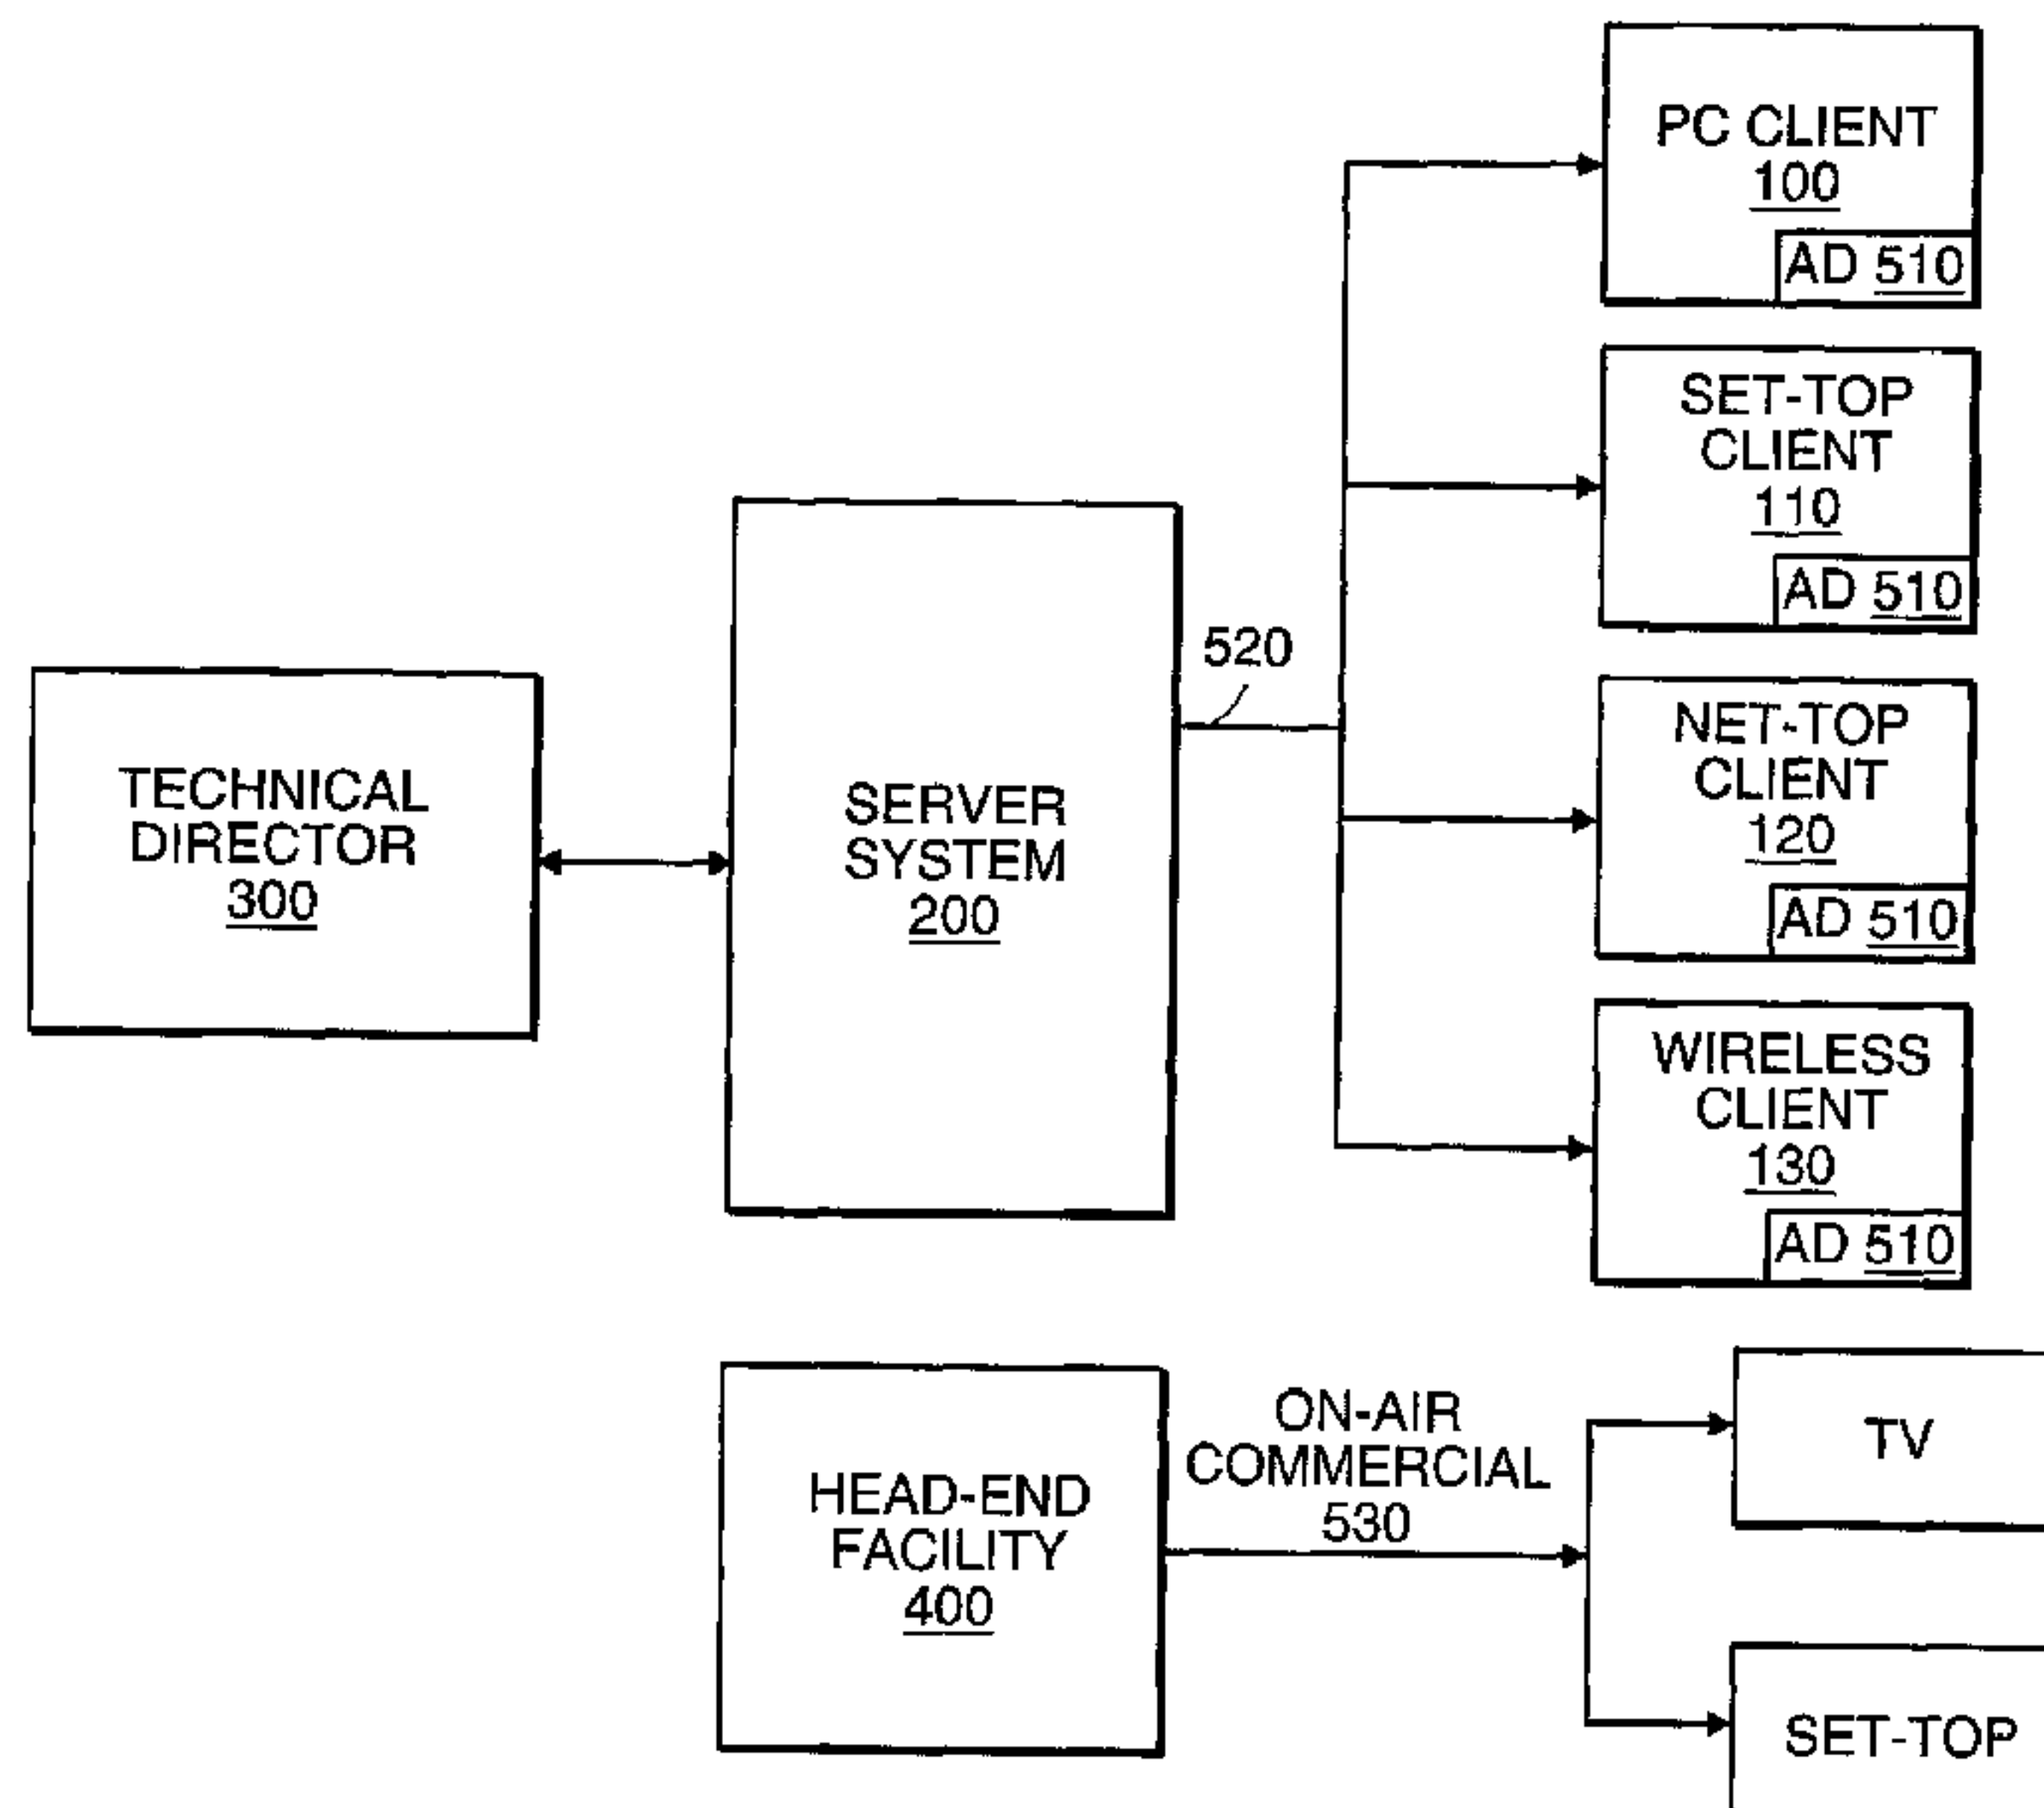 PC CLIENT
100
AD 510
SET-TOP
CLIENT
110
AD 510
520
NET-TOP
CLIENT
120
AD 510
TECHNICAL
DIRECTOR
300
SERVER
SYSTEM
200
WIRELESS
CLIENT
130
AD 510
HEAD-END
FACILITY
400
ON-AIR
COMMERCIAL
530
TV
SET-TOP